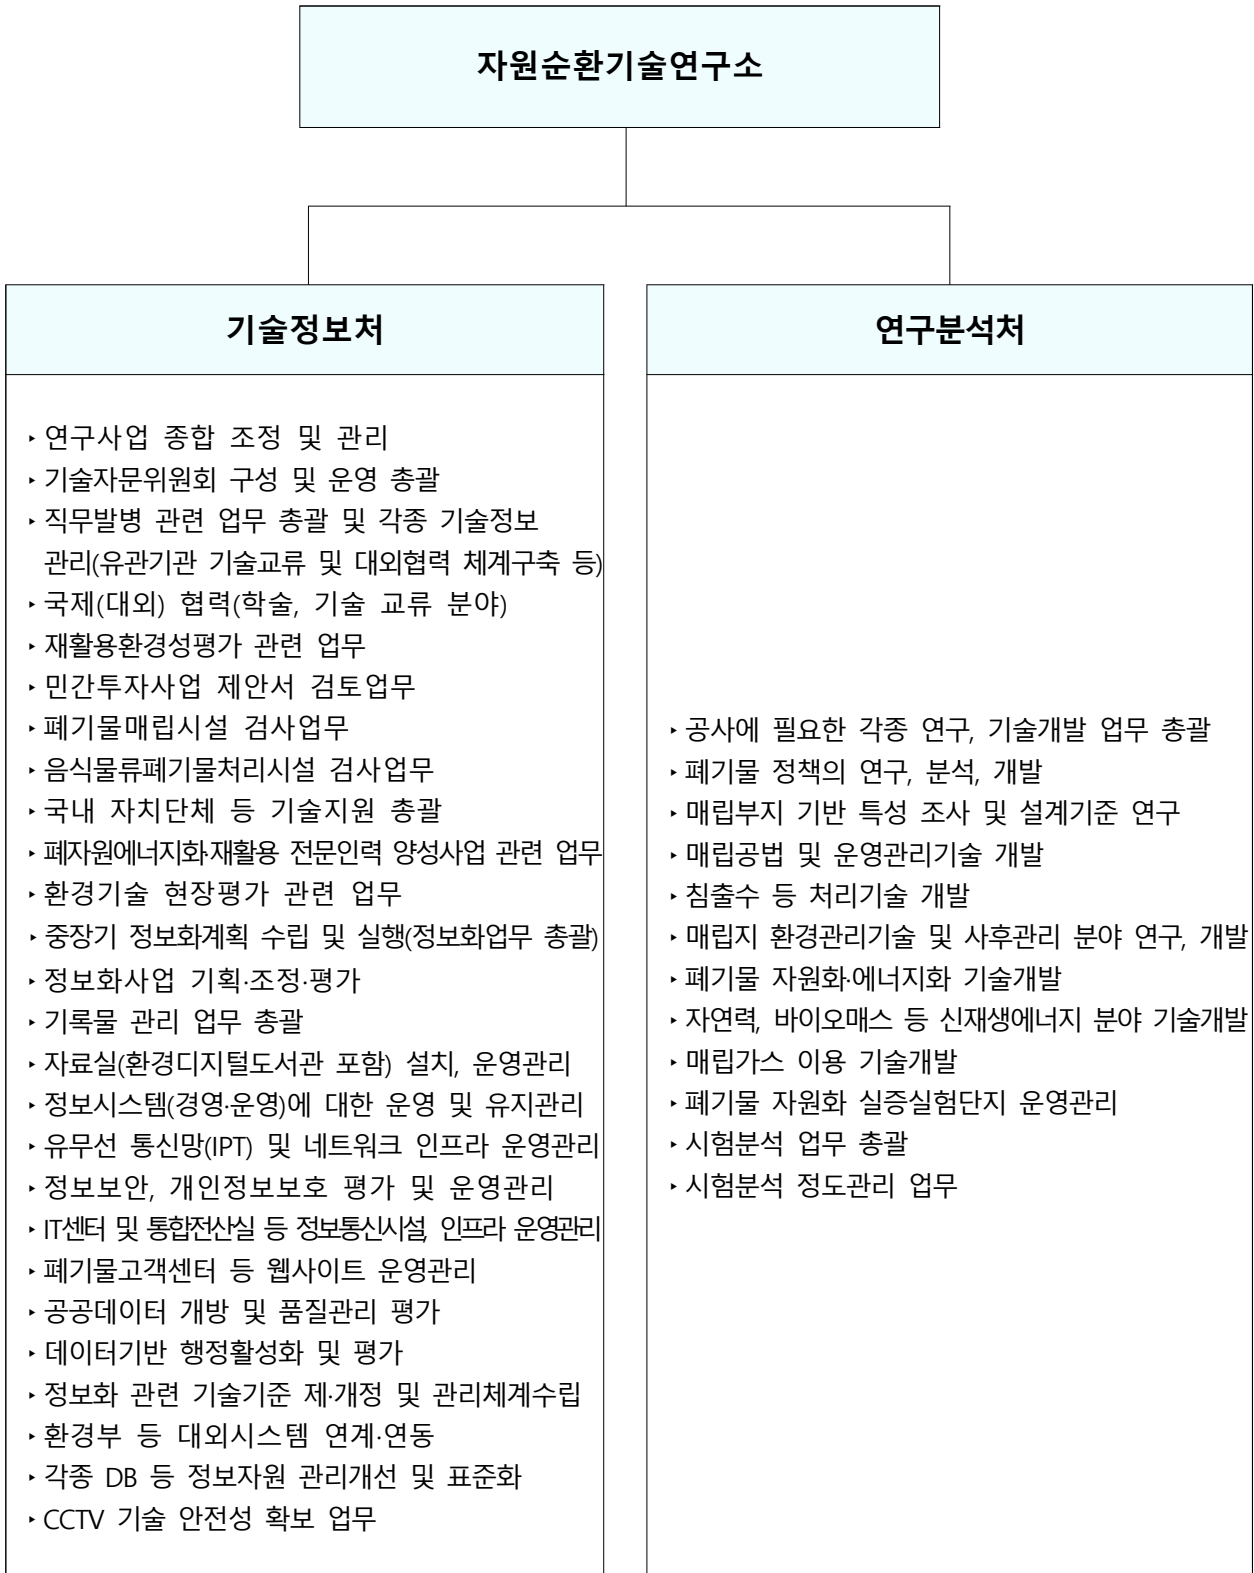 자원순환기술연구소
기술정보처
‣ 연구사업 종합 조정 및 관리
‣ 기술자문위원회 구성 및 운영 총괄
‣ 직무발병 관련 업무 총괄 및 각종 기술정보
관리(유관기관 기술교류 및 대외협력 체계구축 등)
‣ 국제(대외) 협력(학술, 기술 교류 분야)
‣ 재활용환경성평가 관련 업무
‣ 민간투자사업 제안서 검토업무
‣ 폐기물매립시설 검사업무
‣ 음식물류폐기물처리시설 검사업무
‣ 국내 자치단체 등 기술지원 총괄
‣ 폐자원에너지화·재활용 전문인력 양성사업 관련 업무
‣ 환경기술 현장평가 관련 업무
‣ 중장기 정보화계획 수립 및 실행(정보화업무 총괄)
‣ 정보화사업 기획·조정·평가
‣ 기록물 관리 업무 총괄
‣ 자료실(환경디지털도서관 포함) 설치, 운영관리
‣ 정보시스템(경영·운영)에 대한 운영 및 유지관리
‣ 유무선 통신망(IPT) 및 네트워크 인프라 운영관리
‣ 정보보안, 개인정보보호 평가 및 운영관리
‣ IT센터 및 통합전산실 등 정보통신시설, 인프라 운영관리
‣ 폐기물고객센터 등 웹사이트 운영관리
‣ 공공데이터 개방 및 품질관리 평가
‣ 데이터기반 행정활성화 및 평가
‣ 정보화 관련 기술기준 제·개정 및 관리체계수립
‣ 환경부 등 대외시스템 연계·연동
‣ 각종 DB 등 정보자원 관리개선 및 표준화
‣ CCTV 기술 안전성 확보 업무
연구분석처
‣ 공사에 필요한 각종 연구, 기술개발 업무 총괄
‣ 폐기물 정책의 연구, 분석, 개발
‣ 매립부지 기반 특성 조사 및 설계기준 연구
‣ 매립공법 및 운영관리기술 개발
‣ 침출수 등 처리기술 개발
‣ 매립지 환경관리기술 및 사후관리 분야 연구, 개발
‣ 폐기물 자원화·에너지화 기술개발
‣ 자연력, 바이오매스 등 신재생에너지 분야 기술개발
‣ 매립가스 이용 기술개발
‣ 폐기물 자원화 실증실험단지 운영관리
‣ 시험분석 업무 총괄
‣ 시험분석 정도관리 업무